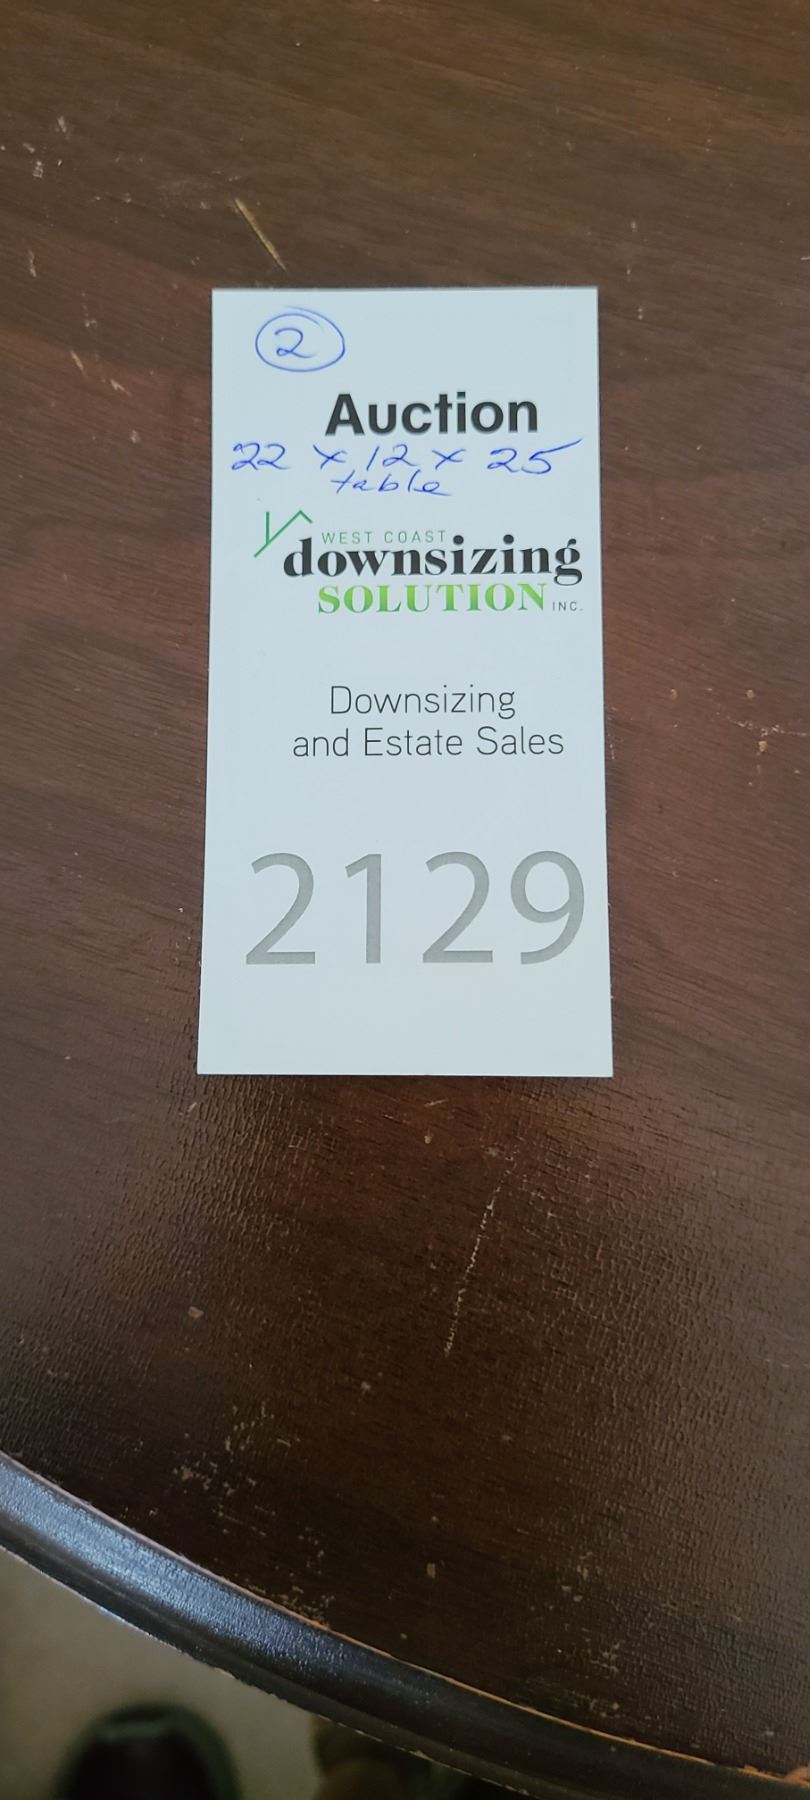 2
Auction
22 x 12 x 25
table
WEST COAST
downsizing
SOLUTION INC.
Downsizing
and Estate Sales
2129